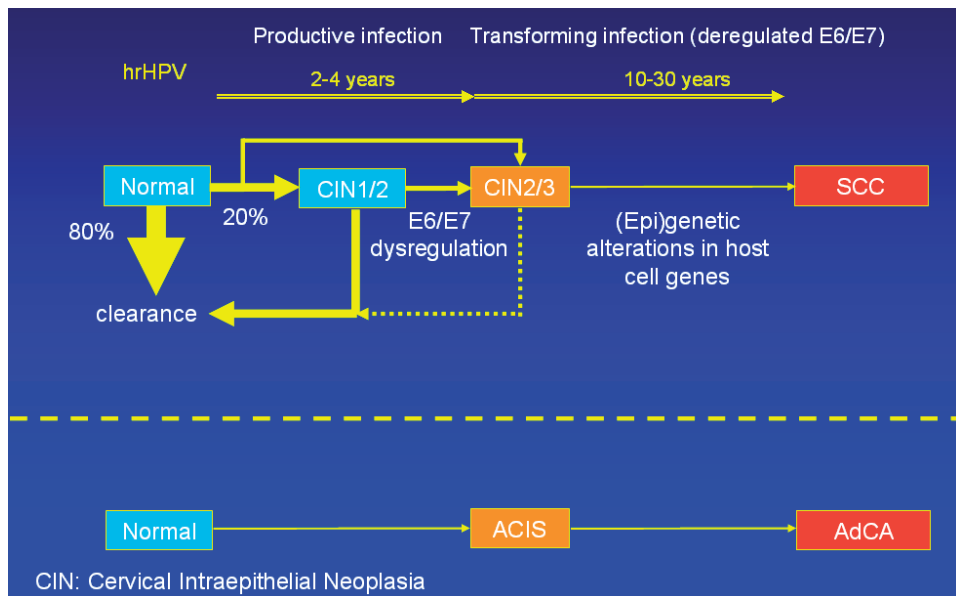 Productive infection
Transforming infection (deregulated E6/E7)
hrHPV
2-4 years
10-30 years
Normal
CIN1/2
CIN2/3
SCC
80%
20%
E6/E7
dysregulation
(Epi)genetic
alterations in host
cell genes
clearance
Normal
ACIS
AdCA
CIN: Cervical Intraepithelial Neoplasia